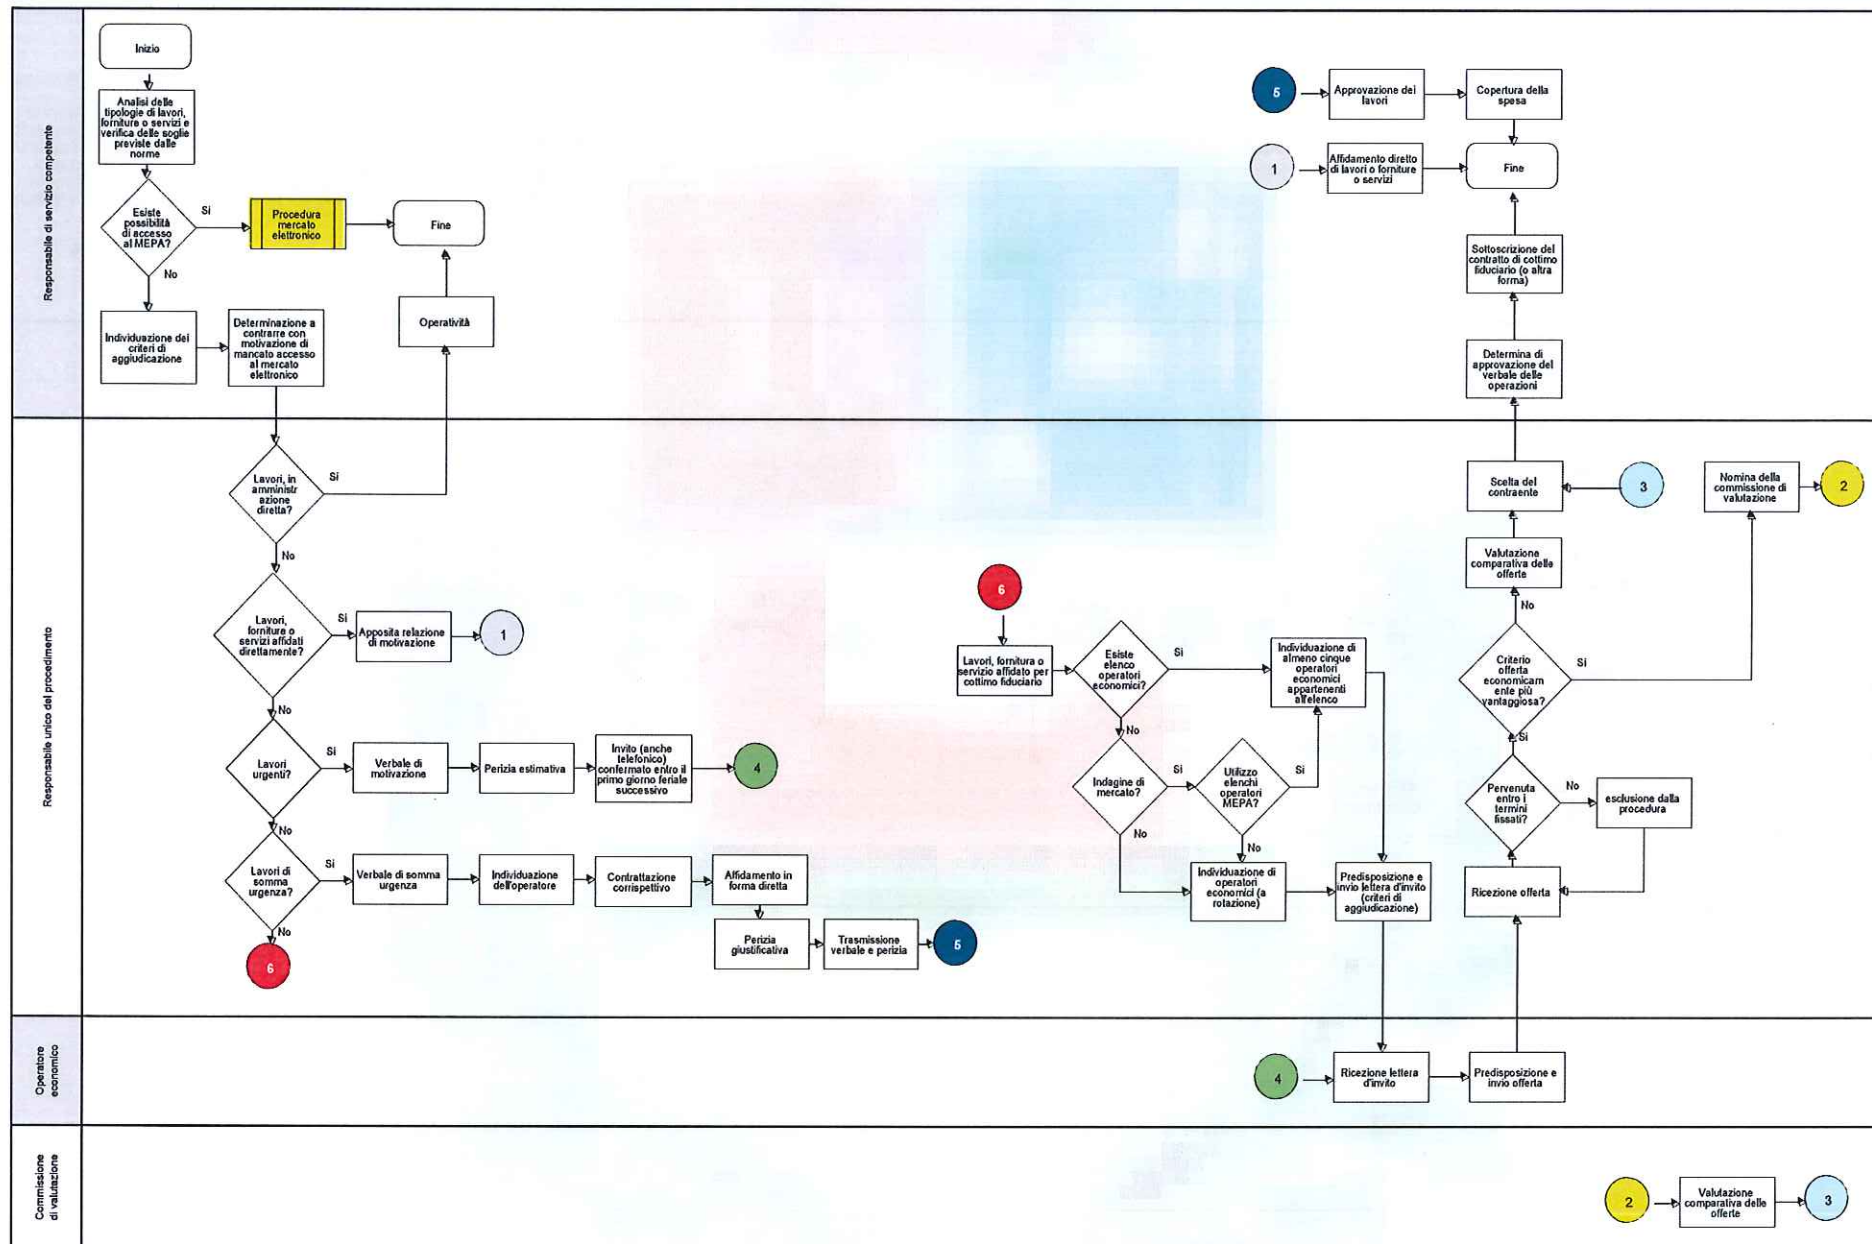 Responsabile di servizio competente
Inizio
Analisi delle
tipologie di lavori,
forniture o servizi e
verifica delle soglie
previste dalle
norme
Esiste
possibilità
di accesso
al MEPA?
Si
No
Procedura
mercato
elettronico
Fine
Individuazione dei
criteri di
aggiudicazione
Determinazione a
contrarre con
motivazione di
mancato accesso
al mercato
elettronico
Operatività
5
Approvazione dei
lavori
Copertura della
spesa
1
Affidamento diretto
di lavori o forniture
o servizi
Fine
Sottoscrizione del
contratto di cottimo
fiduciario (o altra
forma)
Determina di
approvazione del
verbale delle
operazioni
Responsabile unico del procedimento
Lavori, in
amministr
azione
diretta?
Si
No
Lavori,
forniture o
servizi affidati
direttamente?
Si
Apposita relazione
di motivazione
1
No
Lavori
urgenti?
Si
Verbale di
motivazione
Perizia estimativa
Invito (anche
telefonico)
confermato entro il
primo giorno feriale
successivo
4
No
Lavori di
somma
urgenza?
Si
Verbale di somma
urgenza
Individuazione
dell'operatore
Contrattazione
corrispettivo
Affidamento in
forma diretta
No
6
Perizia
giustificativa
Trasmissione
verbale e perizia
5
6
Lavori, fornitura o
servizio affidato per
cottimo fiduciario
Esiste
elenco
operatori
economici?
Si
Individuazione di
almeno cinque
operatori
economici
appartenenti
all'elenco
No
Indagine di
mercato?
Si
Utilizzo
elenchi
operatori
MEPA?
Si
No
No
Individuazione di
operatori
economici (a
rotazione)
Predisposizione e
invio lettera d'invito
(criteri di
aggiudicazione)
Scelta del
contraente
3
Nomina della
commissione di
valutazione
2
Valutazione
comparativa delle
offerte
No
Criterio
offerta
economicam
ente più
vantaggiosa?
Si
Si
Pervenuta
entro i
termini
fissati?
No
esclusione dalla
procedura
Ricezione offerta
Operatore
economico
4
Ricezione lettera
d'invito
Predisposizione e
invio offerta
Commissione
di valutazione
2
Valutazione
comparativa delle
offerte
3